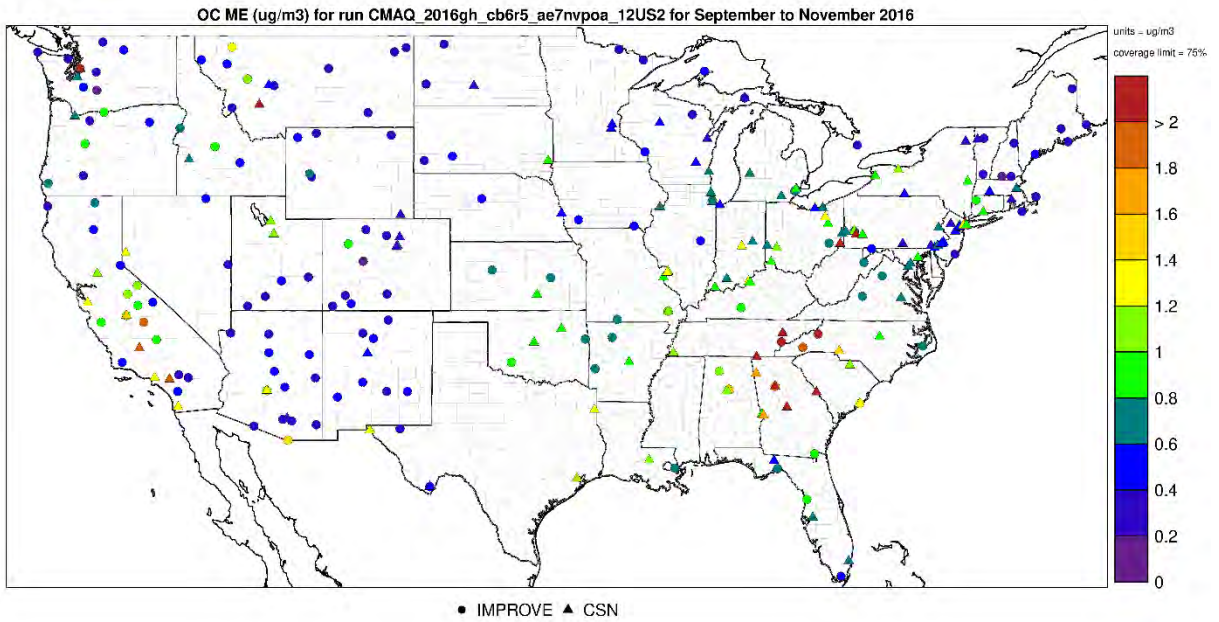 OC ME (ug/m3) for run CMAQ_2016gh_cb6r5_ae7nvpoa_12US2 for September to November 2016
units = ug/m3
coverage limit = 75%
> 2
1.8
1.6
1.4
1.2
1
0.8
0.6
0.4
0.2
0
IMPROVE CSN